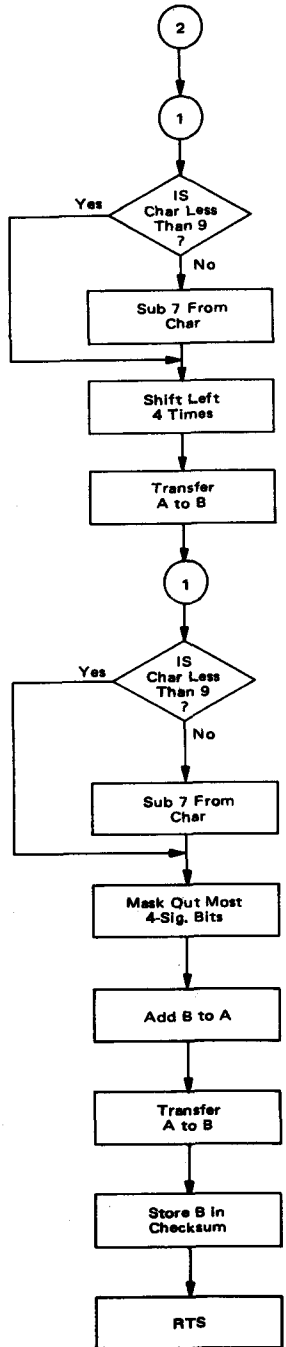 2
1
IS
Char Less
Than 9
?
Yes
No
Sub 7 From
Char
Shift Left
4 Times
Transfer
A to B
1
IS
Char Less
Than 9
?
Yes
No
Sub 7 From
Char
Mask Out Most
4-Sig. Bits
Add B to A
Transfer
A to B
Store B in
Checksum
RTS